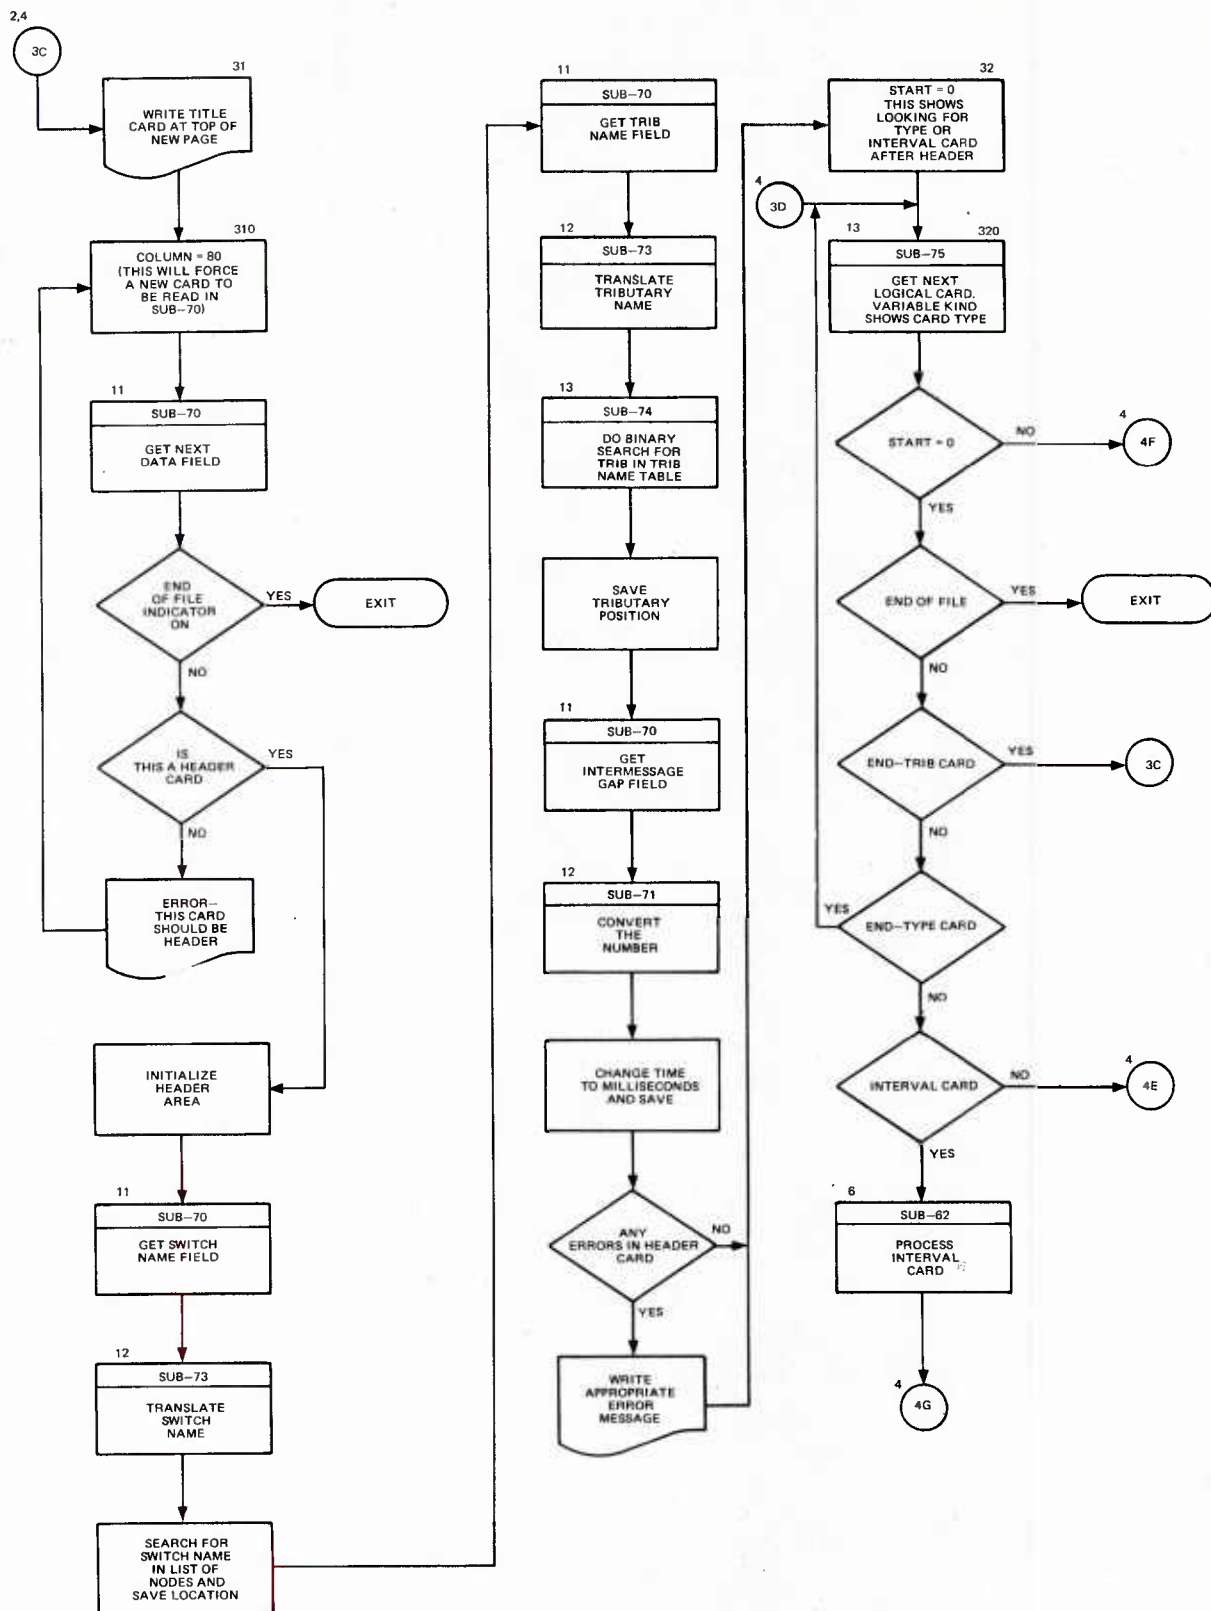 2,4
3C
31
WRITE TITLE
CARD AT TOP OF
NEW PAGE
310
COLUMN = 80
(THIS WILL FORCE
A NEW CARD TO
BE READ IN
SUB-70)
11
SUB-70
GET NEXT
DATA FIELD
END
OF FILE
INDICATOR
ON
YES
EXIT
NO
IS
THIS A HEADER
CARD
YES
NO
ERROR-
THIS CARD
SHOULD BE
HEADER
INITIALIZE
HEADER
AREA
11
SUB-70
GET SWITCH
NAME FIELD
12
SUB-73
TRANSLATE
SWITCH
NAME
SEARCH FOR
SWITCH NAME
IN LIST OF
NODES AND
SAVE LOCATION
11
SUB-70
GET TRIB
NAME FIELD
12
SUB-73
TRANSLATE
TRIBUTARY
NAME
13
SUB-74
DO BINARY
SEARCH FOR
TRIB IN TRIB
NAME TABLE
SAVE
TRIBUTARY
POSITION
11
SUB-70
GET
INTERMESSAGE
GAP FIELD
12
SUB-71
CONVERT
THE
NUMBER
CHANGE TIME
TO MILLISECONDS
AND SAVE
ANY
ERRORS IN HEADER
CARD
NO
YES
WRITE
APPROPRIATE
ERROR
MESSAGE
32
START = 0
THIS SHOWS
LOOKING FOR
TYPE OR
INTERVAL CARD
AFTER HEADER
4
3D
13
320
SUB-75
GET NEXT
LOGICAL CARD.
VARIABLE KIND
SHOWS CARD TYPE
START = 0
NO
4
4F
YES
END OF FILE
YES
EXIT
NO
END-TRIB CARD
YES
3C
NO
END-TYPE CARD
YES
NO
INTERVAL CARD
NO
4
4E
YES
6
SUB-62
PROCESS
INTERVAL
CARD
4
4G